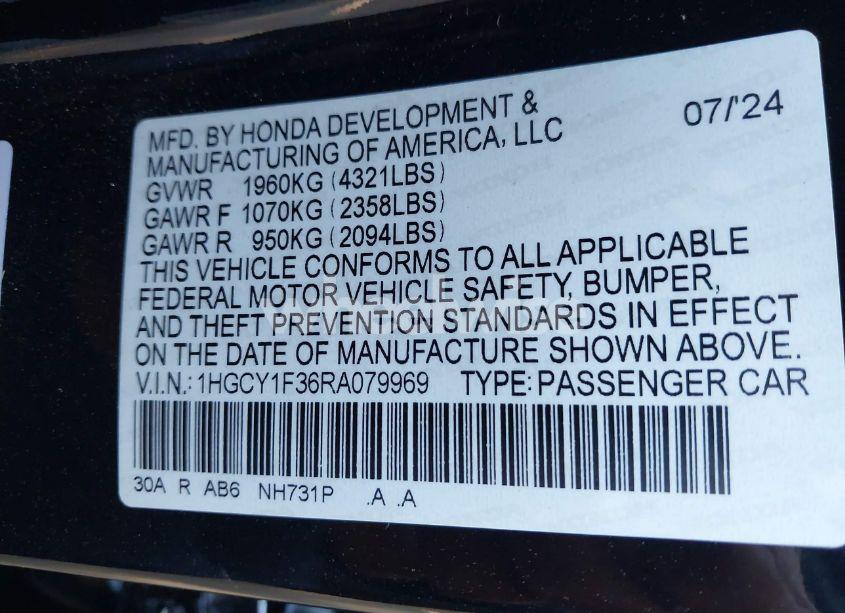 MFD. BY HONDA DEVELOPMENT & 07/'24
MANUFACTURING OF AMERICA, LLC
GVWR 1960KG (4321LBS)
GAWR F 1070KG (2358LBS)
GAWR R 950KG (2094LBS)
THIS VEHICLE CONFORMS TO ALL APPLICABLE
FEDERAL MOTOR VEHICLE SAFETY, BUMPER,
AND THEFT PREVENTION STANDARDS IN EFFECT
ON THE DATE OF MANUFACTURE SHOWN ABOVE.
V.I.N.: 1HGCY1F36RA079969 TYPE: PASSENGER CAR
30A R AB6 NH731P .A .A